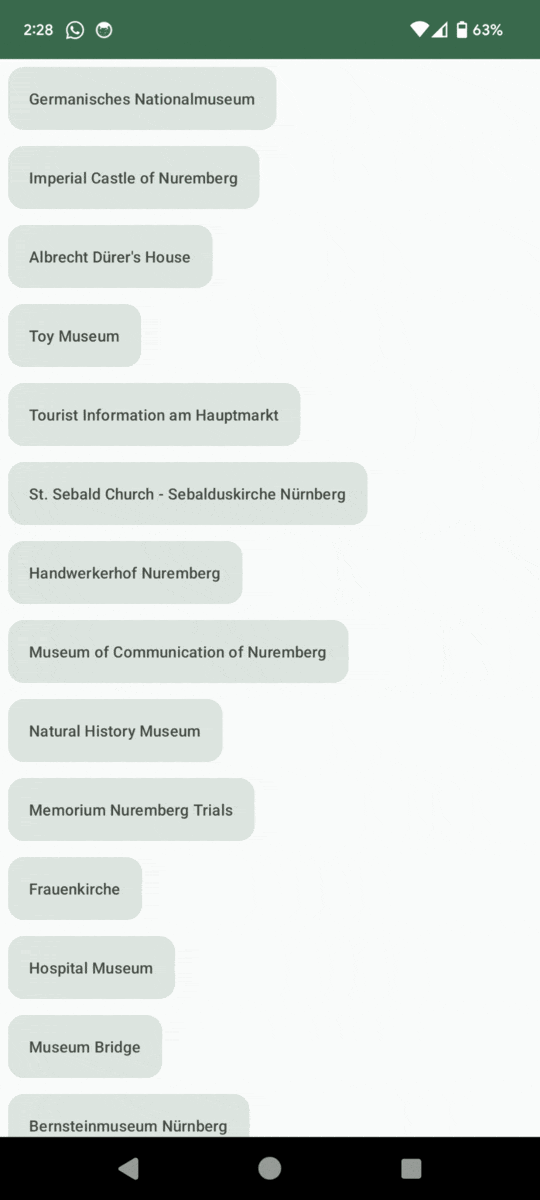 2:28 63%
Germanisches Nationalmuseum
Imperial Castle of Nuremberg
Albrecht Dürer's House
Toy Museum
Tourist Information am Hauptmarkt
St. Sebald Church - Sebalduskirche Nürnberg
Handwerkerhof Nuremberg
Museum of Communication of Nuremberg
Natural History Museum
Memorium Nuremberg Trials
Frauenkirche
Hospital Museum
Museum Bridge
Bernsteinmuseum Nürnberg